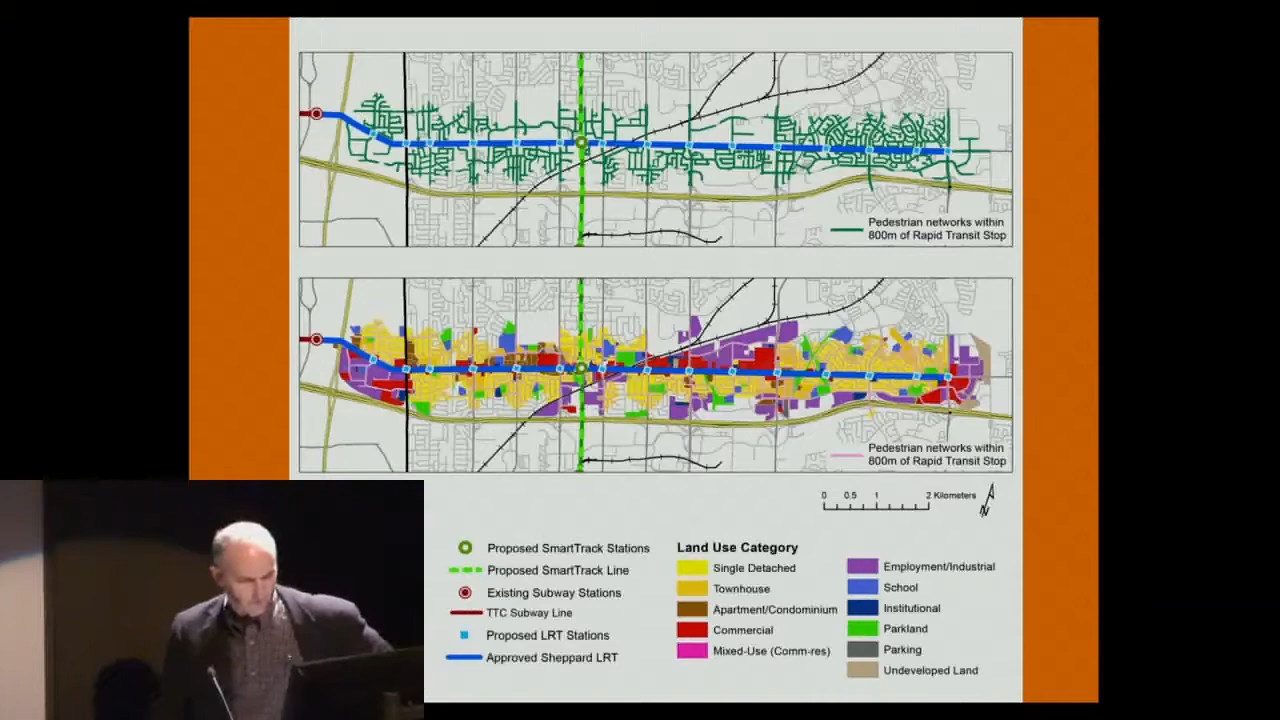 Pedestrian networks within
800m of Rapid Transit Stop
Pedestrian networks within
800m of Rapid Transit Stop
0 0.5 1 2 Kilometers
N
Proposed SmartTrack Stations
Proposed SmartTrack Line
Existing Subway Stations
TTC Subway Line
Proposed LRT Stations
Approved Sheppard LRT
Land Use Category
Single Detached
Townhouse
Apartment/Condominium
Commercial
Mixed-Use (Comm-res)
Employment/Industrial
School
Institutional
Parkland
Parking
Undeveloped Land